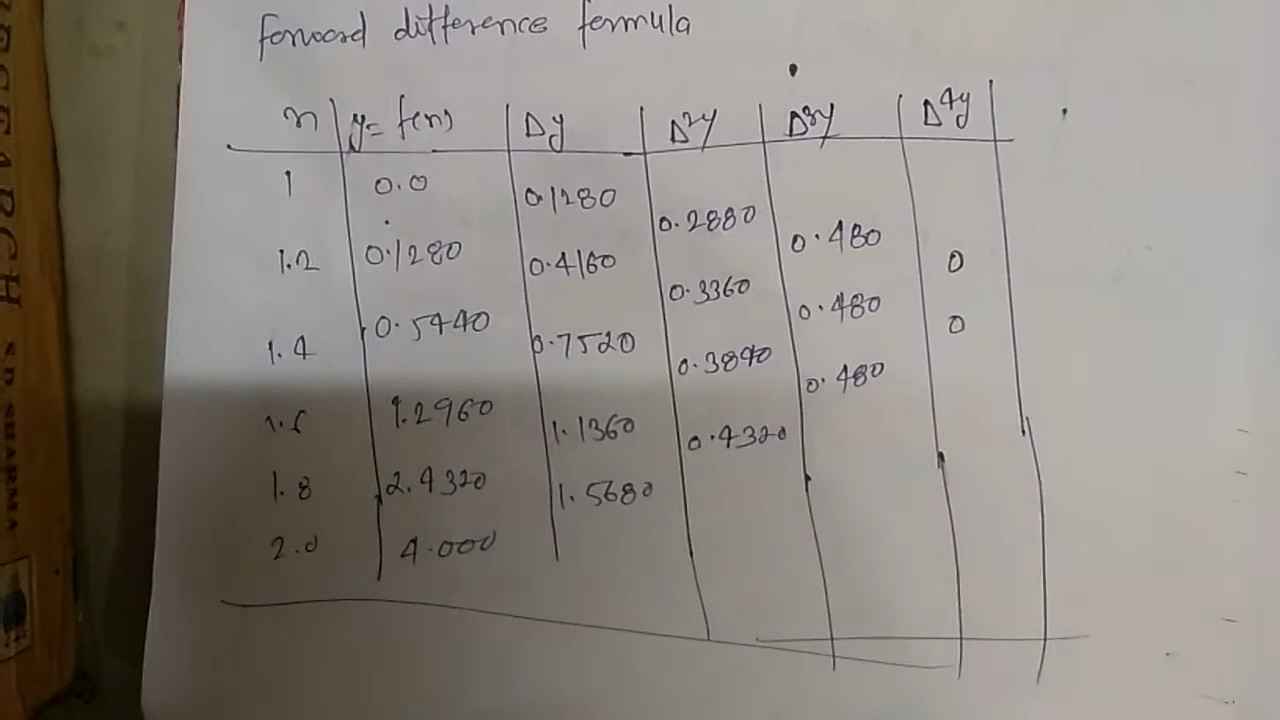 forward difference formula
x y= f(x) Δy Δ²y Δ³y Δ⁴y
1 0.0 0.1280
0.2880
1.2 0.1280 0.4160 0.480 0
0.3360
1.4 0.5440 0.7520 0.480 0
0.3840
1.6 1.2960 1.1360 0.480
0.4320
1.8 2.4320 1.5680
2.0 4.000
S.D. SHARMA